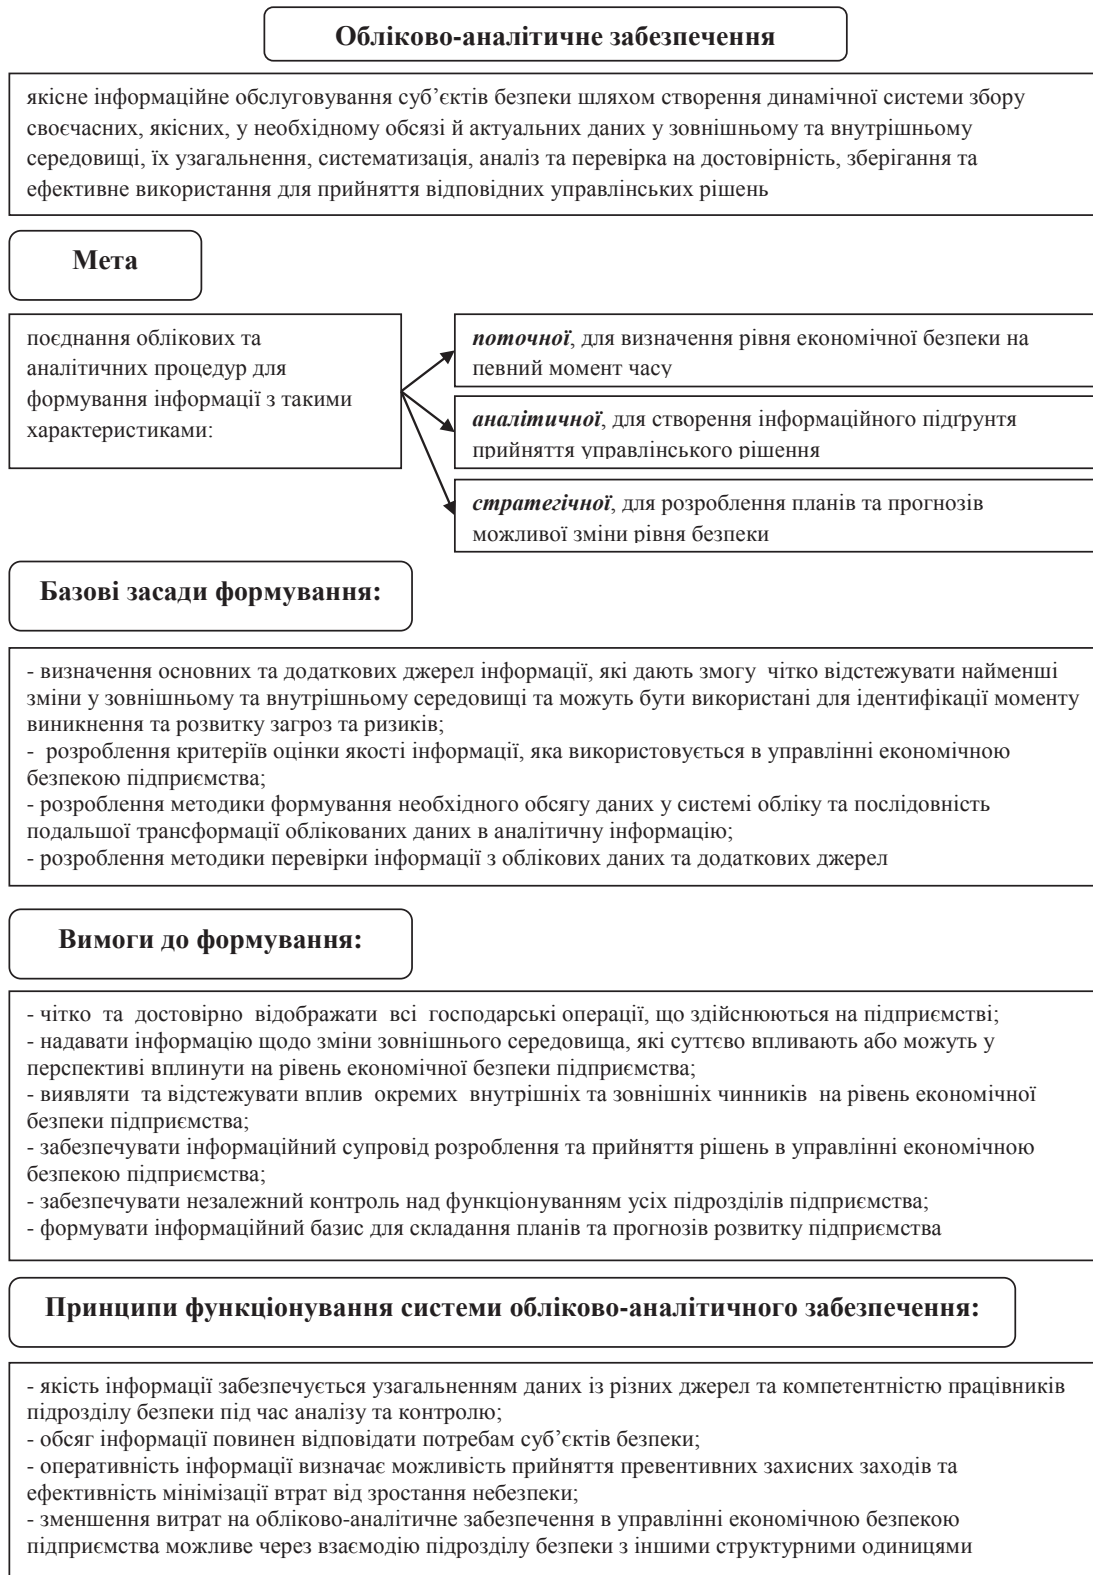 Обліково-аналітичне забезпечення
якісне інформаційне обслуговування суб’єктів безпеки шляхом створення динамічної системи збору
своєчасних, якісних, у необхідному обсязі й актуальних даних у зовнішньому та внутрішньому
середовищі, їх узагальнення, систематизація, аналіз та перевірка на достовірність, зберігання та
ефективне використання для прийняття відповідних управлінських рішень
Мета
поєднання облікових та
аналітичних процедур для
формування інформації з такими
характеристиками:
поточної, для визначення рівня економічної безпеки на
певний момент часу
аналітичної, для створення інформаційного підґрунтя
прийняття управлінського рішення
стратегічної, для розроблення планів та прогнозів
можливої зміни рівня безпеки
Базові засади формування:
- визначення основних та додаткових джерел інформації, які дають змогу чітко відстежувати найменші
зміни у зовнішньому та внутрішньому середовищі та можуть бути використані для ідентифікації моменту
виникнення та розвитку загроз та ризиків;
- розроблення критеріїв оцінки якості інформації, яка використовується в управлінні економічною
безпекою підприємства;
- розроблення методики формування необхідного обсягу даних у системі обліку та послідовність
подальшої трансформації облікованих даних в аналітичну інформацію;
- розроблення методики перевірки інформації з облікових даних та додаткових джерел
Вимоги до формування:
- чітко та достовірно відображати всі господарські операції, що здійснюються на підприємстві;
- надавати інформацію щодо зміни зовнішнього середовища, які суттєво впливають або можуть у
перспективі вплинути на рівень економічної безпеки підприємства;
- виявляти та відстежувати вплив окремих внутрішніх та зовнішніх чинників на рівень економічної
безпеки підприємства;
- забезпечувати інформаційний супровід розроблення та прийняття рішень в управлінні економічною
безпекою підприємства;
- забезпечувати незалежний контроль над функціонуванням усіх підрозділів підприємства;
- формувати інформаційний базис для складання планів та прогнозів розвитку підприємства
Принципи функціонування системи обліково-аналітичного забезпечення:
- якість інформації забезпечується узагальненням даних із різних джерел та компетентністю працівників
підрозділу безпеки під час аналізу та контролю;
- обсяг інформації повинен відповідати потребам суб’єктів безпеки;
- оперативність інформації визначає можливість прийняття превентивних захисних заходів та
ефективність мінімізації втрат від зростання небезпеки;
- зменшення витрат на обліково-аналітичне забезпечення в управлінні економічною безпекою
підприємства можливе через взаємодію підрозділу безпеки з іншими структурними одиницями